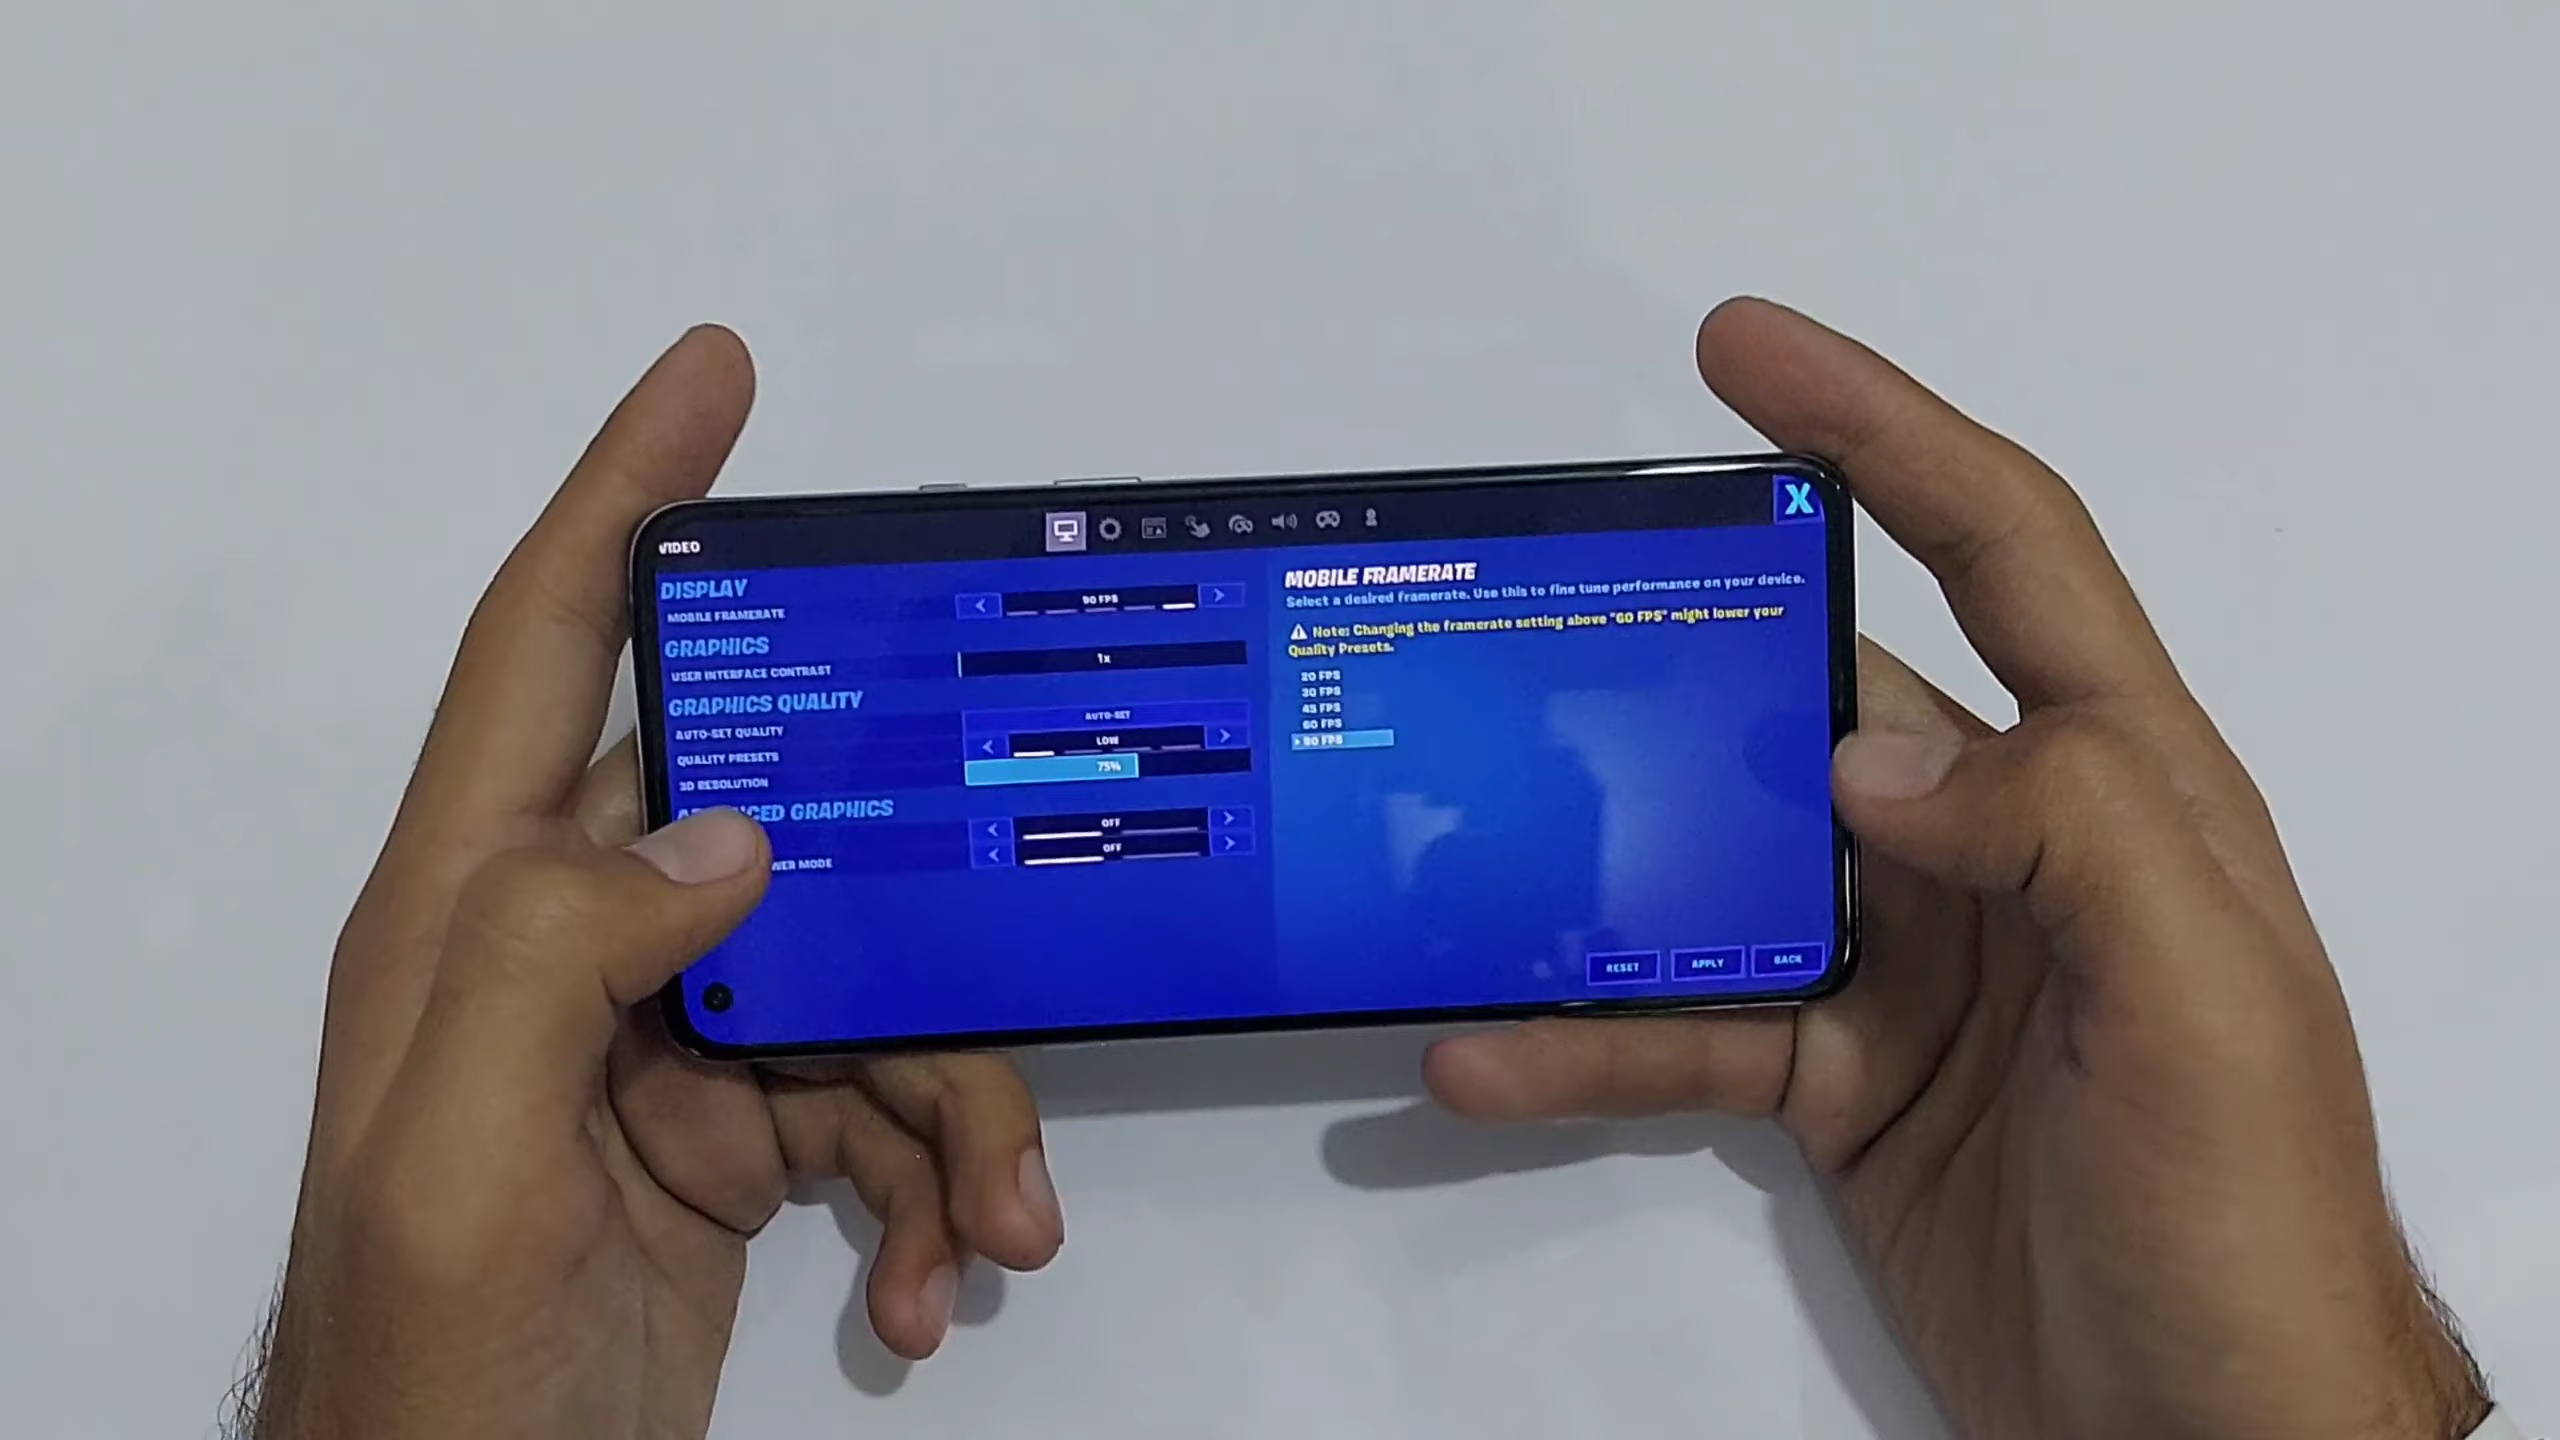 VIDEO
X
DISPLAY
MOBILE FRAMERATE
90 FPS
GRAPHICS
USER INTERFACE CONTRAST
1x
GRAPHICS QUALITY
AUTO-SET QUALITY
AUTO-SET
QUALITY PRESETS
LOW
3D RESOLUTION
75%
GRAPHICS
OFF
MODE
OFF
MOBILE FRAMERATE
Select a desired framerate. Use this to fine tune performance on your device.
Note: Changing the framerate setting above "60 FPS" might lower your
Quality Presets.
20 FPS
30 FPS
45 FPS
60 FPS
90 FPS
RESET
APPLY
BACK